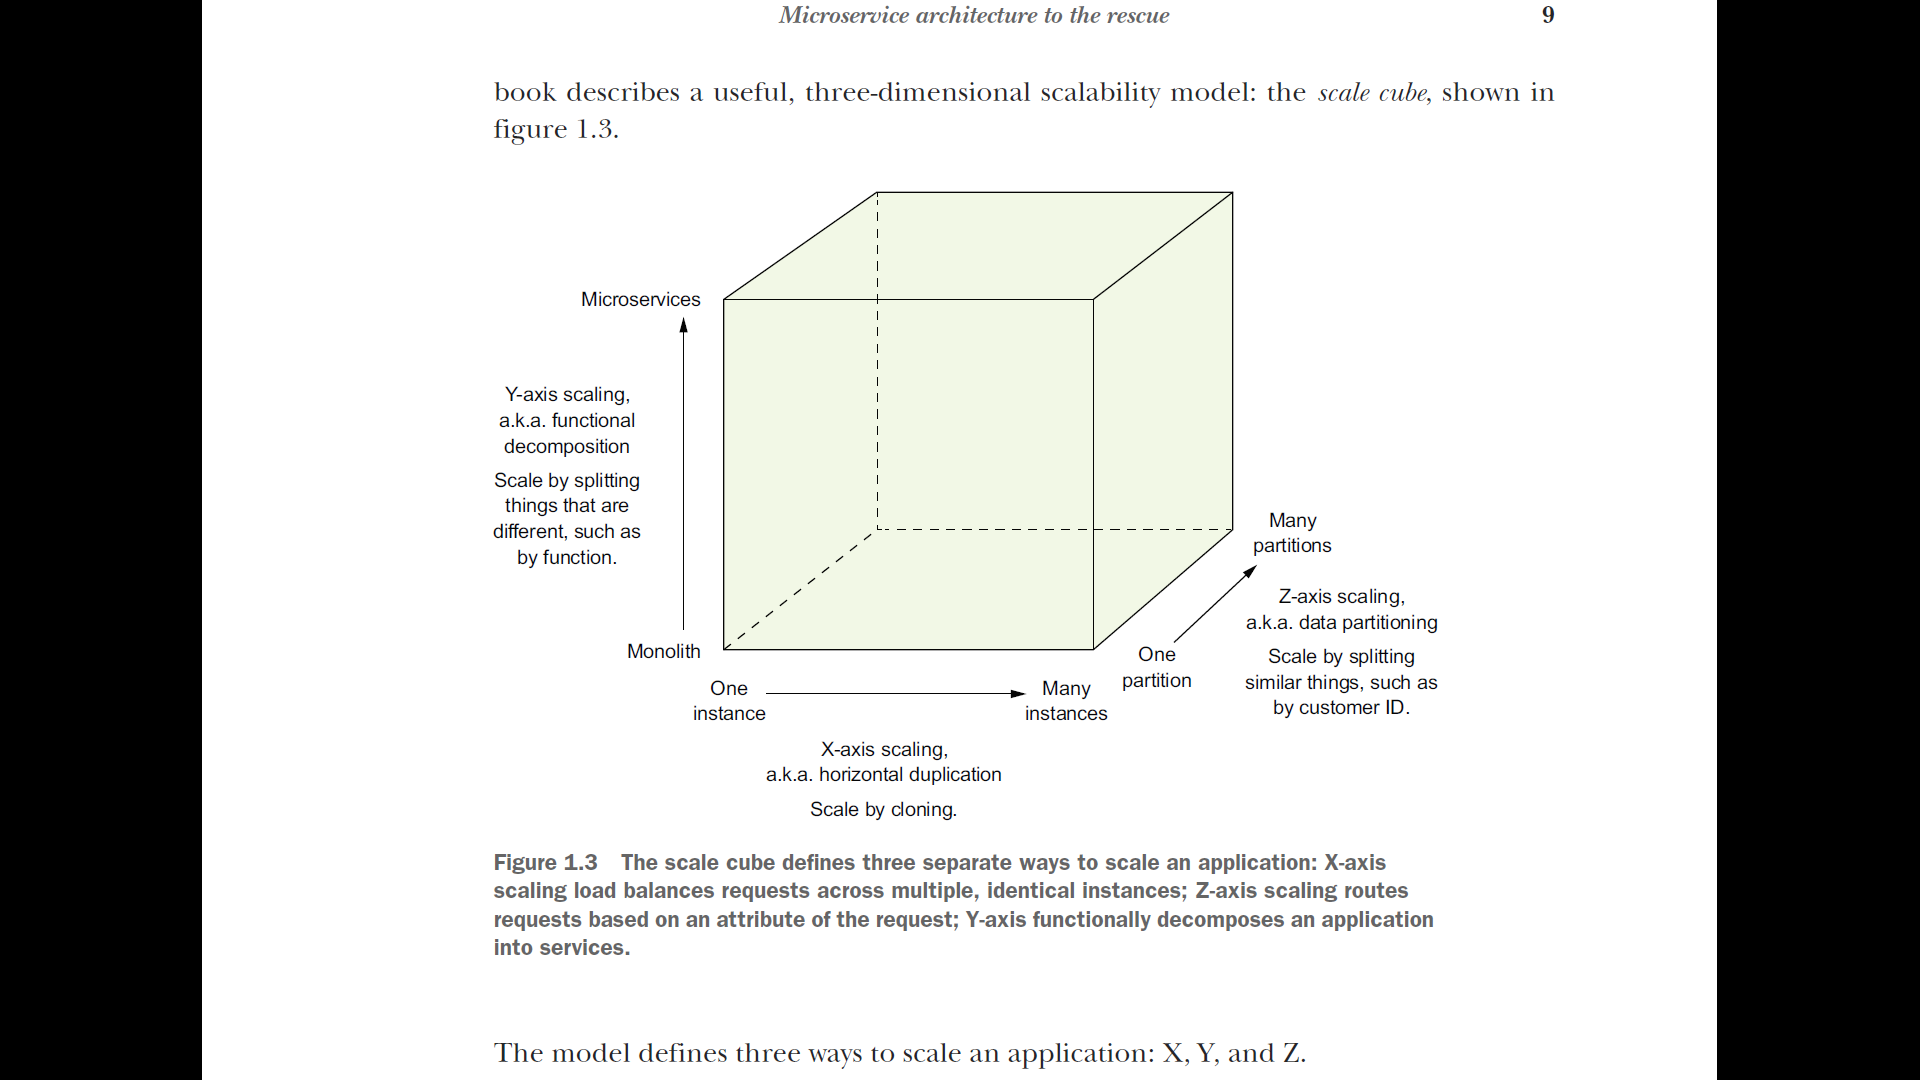 Microservice architecture to the rescue 9
book describes a useful, three-dimensional scalability model: the scale cube, shown in
figure 1.3.
Microservices
Y-axis scaling,
a.k.a. functional
decomposition
Scale by splitting
things that are
different, such as
by function.
Monolith
One
instance
Many
instances
X-axis scaling,
a.k.a. horizontal duplication
Scale by cloning.
One
partition
Many
partitions
Z-axis scaling,
a.k.a. data partitioning
Scale by splitting
similar things, such as
by customer ID.
Figure 1.3 The scale cube defines three separate ways to scale an application: X-axis
scaling load balances requests across multiple, identical instances; Z-axis scaling routes
requests based on an attribute of the request; Y-axis functionally decomposes an application
into services.
The model defines three ways to scale an application: X, Y, and Z.